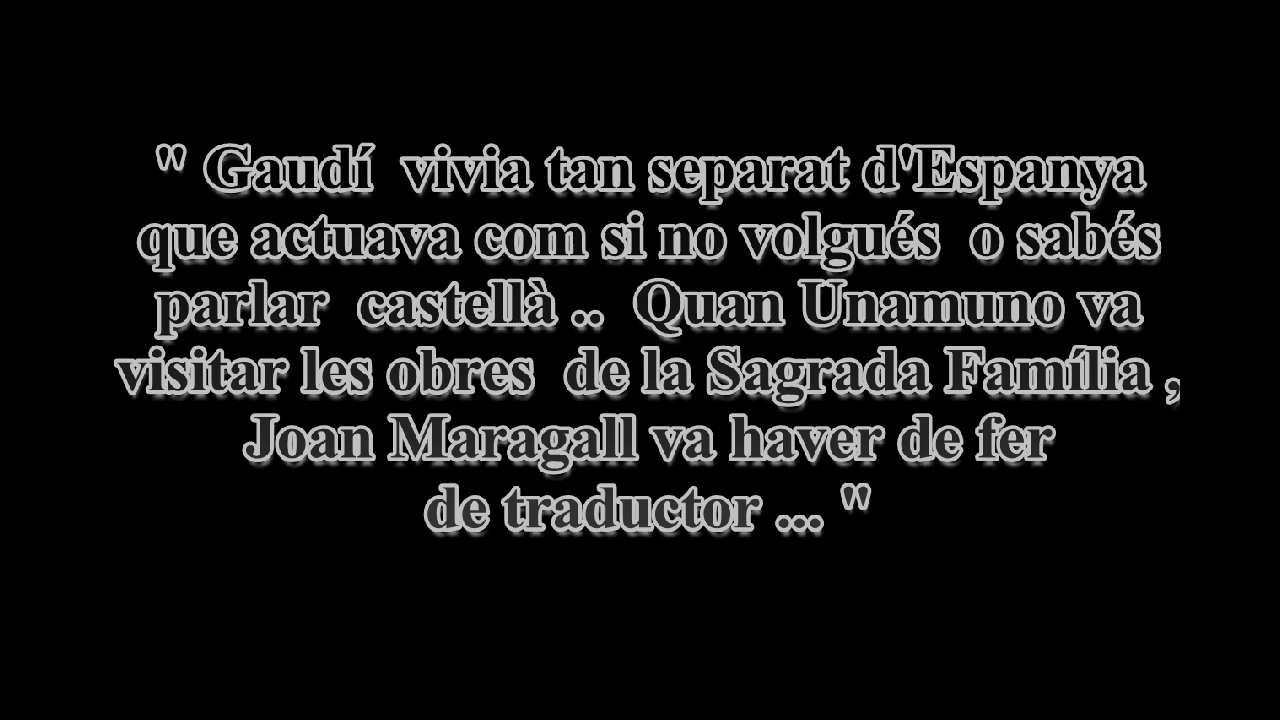 " Gaudí  vivia tan separat d'Espanya
que actuava com si no volgués  o sabés
parlar  castellà ..  Quan Unamuno va
visitar les obres  de la Sagrada Família ,
Joan Maragall va haver de fer
de traductor ... "